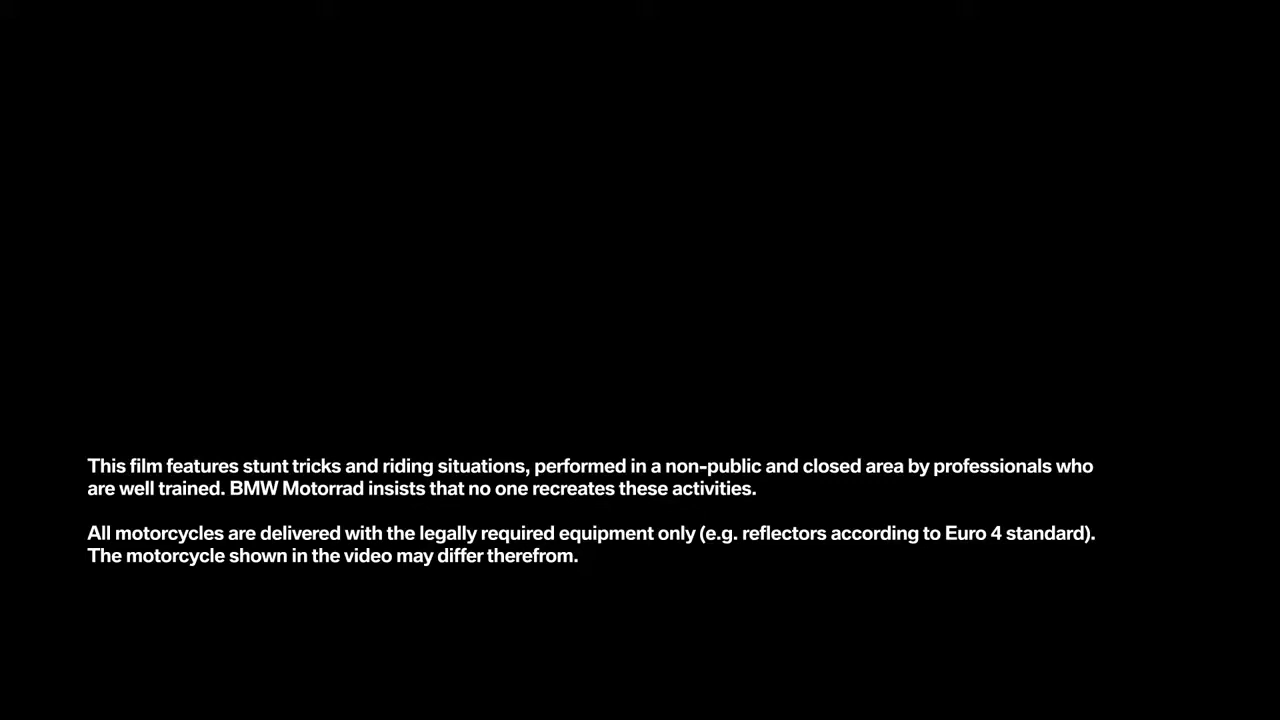 This film features stunt tricks and riding situations, performed in a non-public and closed area by professionals who
are well trained. BMW Motorrad insists that no one recreates these activities.
All motorcycles are delivered with the legally required equipment only (e.g. reflectors according to Euro 4 standard).
The motorcycle shown in the video may differ therefrom.